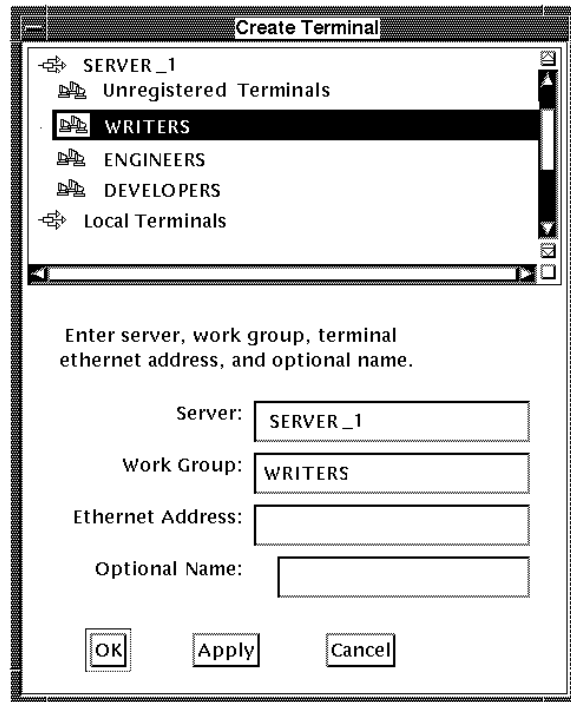 Create Terminal
SERVER_1
Unregistered Terminals
WRITERS
ENGINEERS
DEVELOPERS
Local Terminals
Enter server, work group, terminal
ethernet address, and optional name.
Server: SERVER_1
Work Group: WRITERS
Ethernet Address:
Optional Name:
OK Apply Cancel